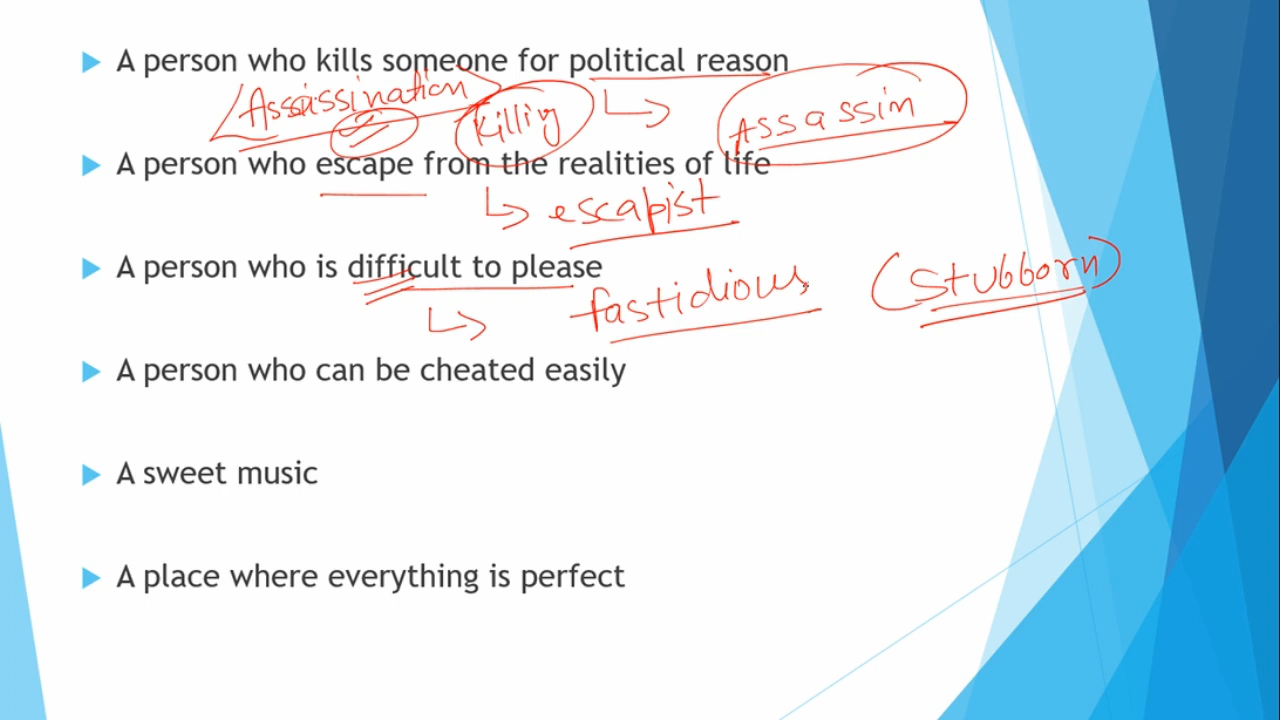 A person who kills someone for political reason
Assassination Killig Assassin
A person who escape from the realities of life
escapist
A person who is difficult to please
fastidious (Stubborn)
A person who can be cheated easily
A sweet music
A place where everything is perfect